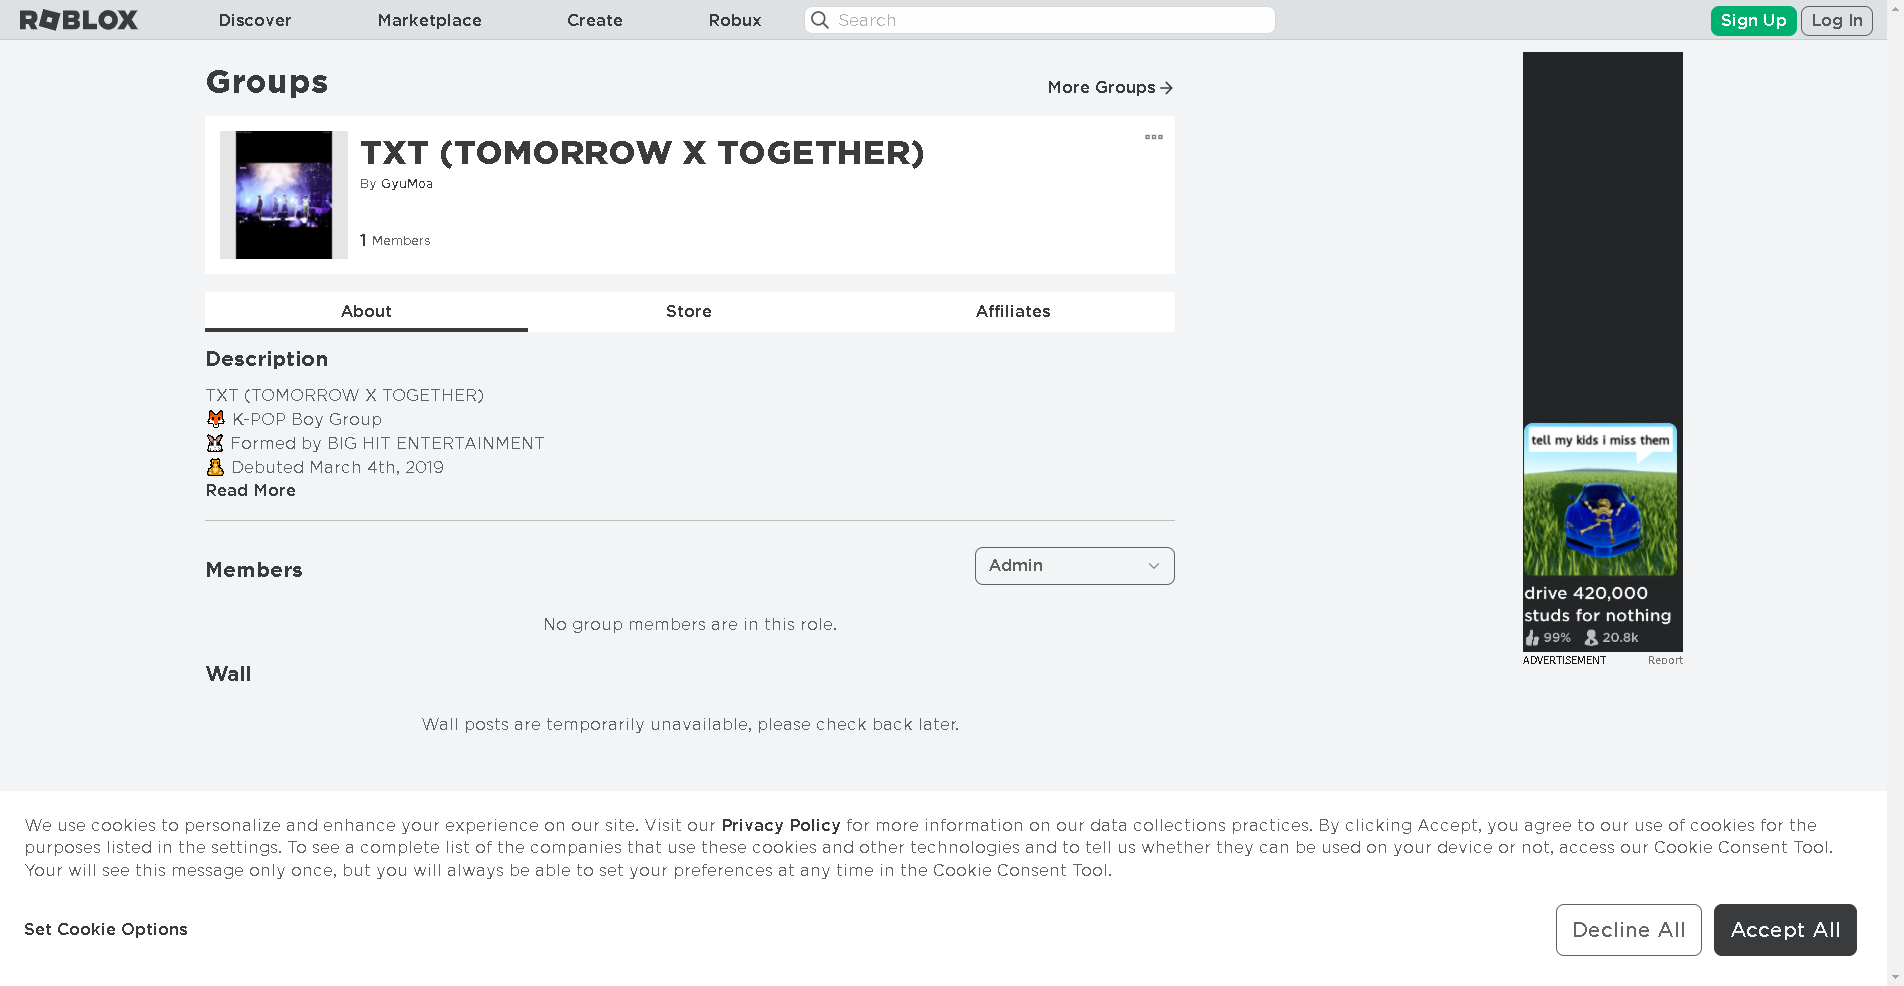 ROBLOX
Discover
Marketplace
Create
Robux
Search
Sign Up
Log In
Groups
More Groups
TXT (TOMORROW X TOGETHER)
By GyuMoa
1 Members
About
Store
Affiliates
Description
TXT (TOMORROW X TOGETHER)
🦊 K-POP Boy Group
🐰 Formed by BIG HIT ENTERTAINMENT
🧸 Debuted March 4th, 2019
Read More
Members
Admin
No group members are in this role.
Wall
Wall posts are temporarily unavailable, please check back later.
tell my kids i miss them
drive 420,000
studs for nothing
99% 20.8k
ADVERTISEMENT
Report
We use cookies to personalize and enhance your experience on our site. Visit our Privacy Policy for more information on our data collections practices. By clicking Accept, you agree to our use of cookies for the
purposes listed in the settings. To see a complete list of the companies that use these cookies and other technologies and to tell us whether they can be used on your device or not, access our Cookie Consent Tool.
Your will see this message only once, but you will always be able to set your preferences at any time in the Cookie Consent Tool.
Set Cookie Options
Decline All
Accept All